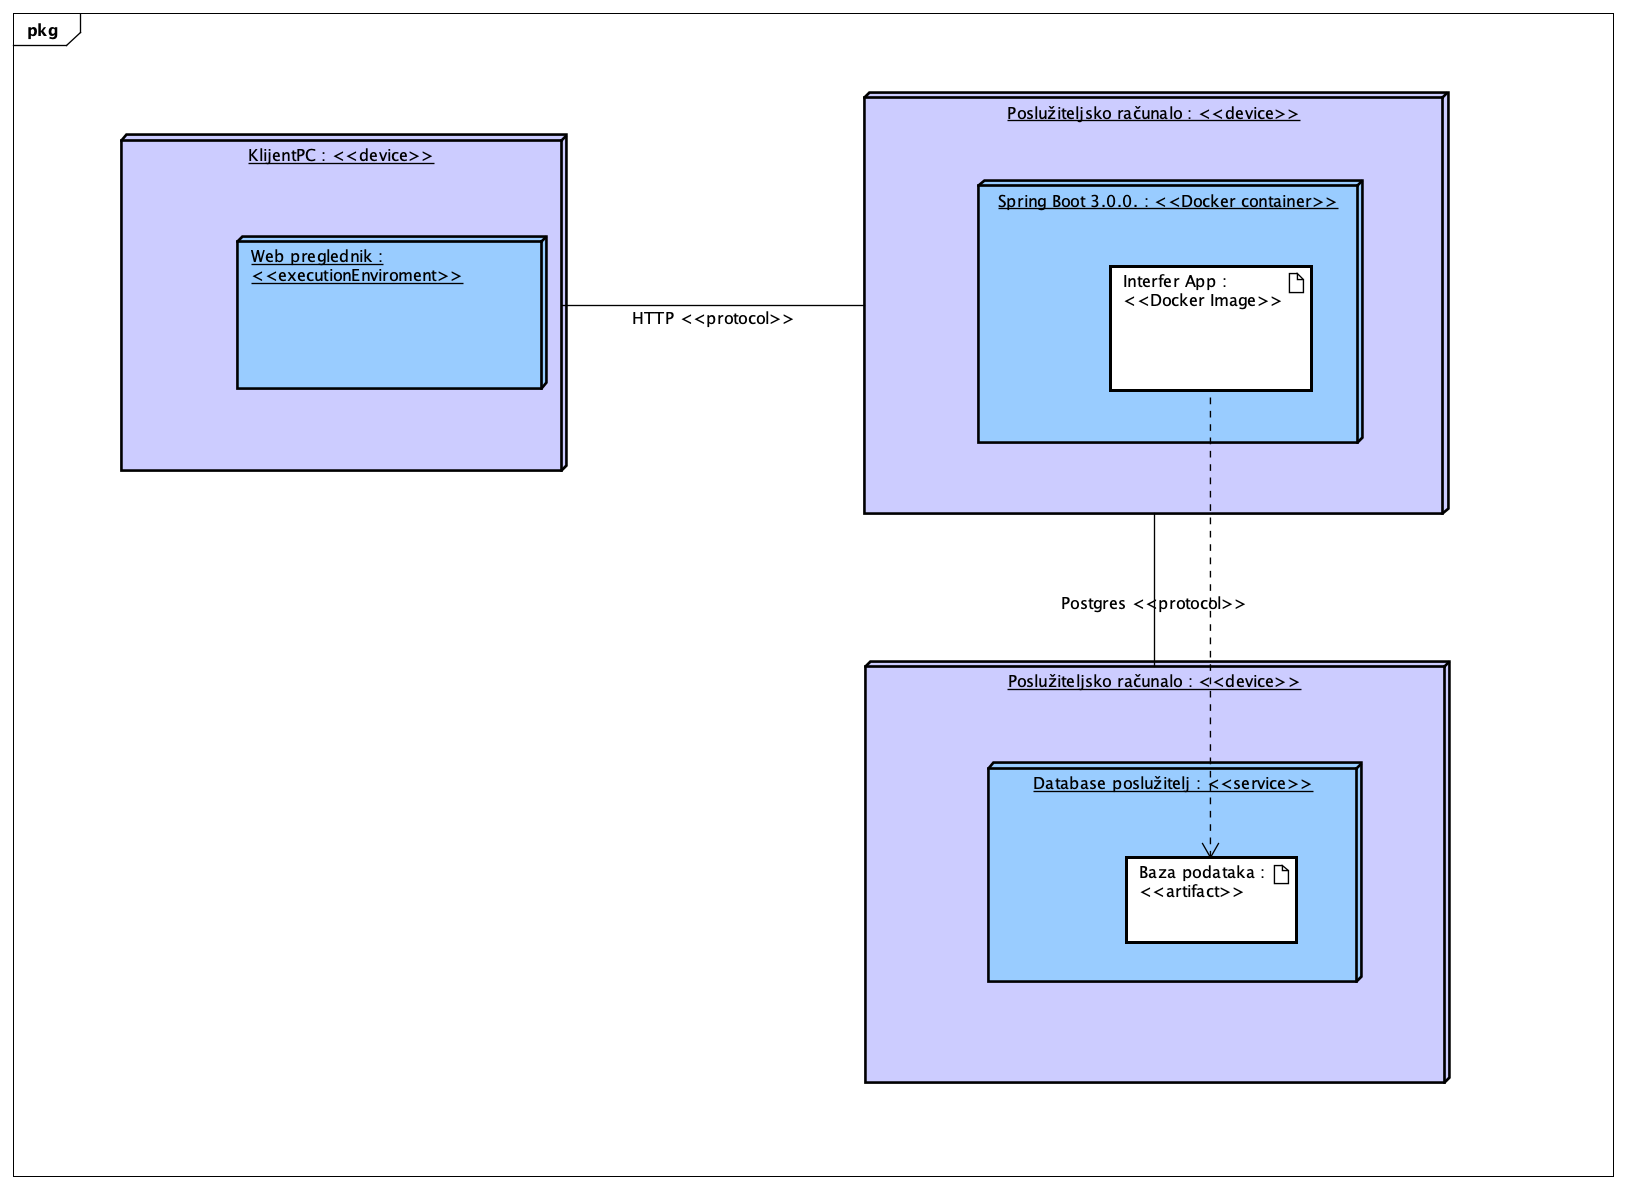 pkg
KlijentPC : <<device>>
Web preglednik :
<<executionEnviroment>>
HTTP <<protocol>>
Poslužiteljsko računalo : <<device>>
Spring Boot 3.0.0. : <<Docker container>>
Interfer App :
<<Docker Image>>
Postgres <<protocol>>
Poslužiteljsko računalo : <<device>>
Database poslužitelj : <<service>>
Baza podataka :
<<artifact>>